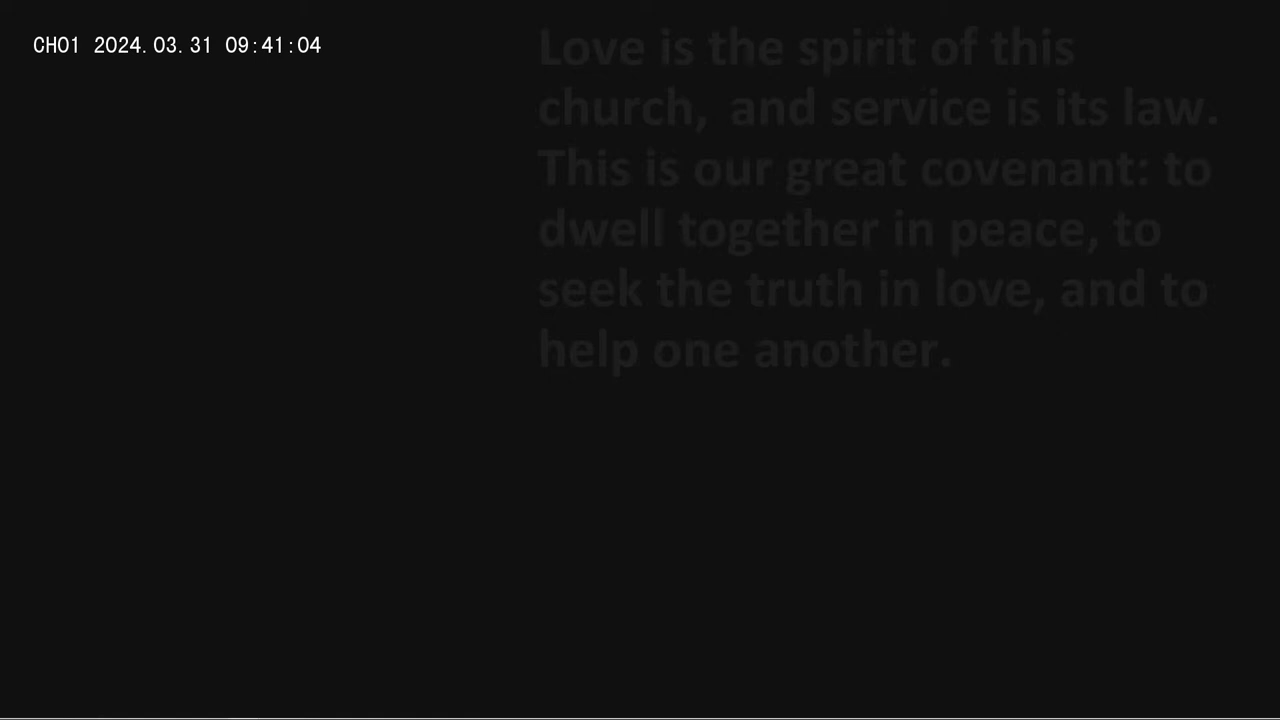 CH01 2024.03.31 09:41:04
Love is the spirit of this
church, and service is its law.
This is our great covenant: to
dwell together in peace, to
seek the truth in love, and to
help one another.